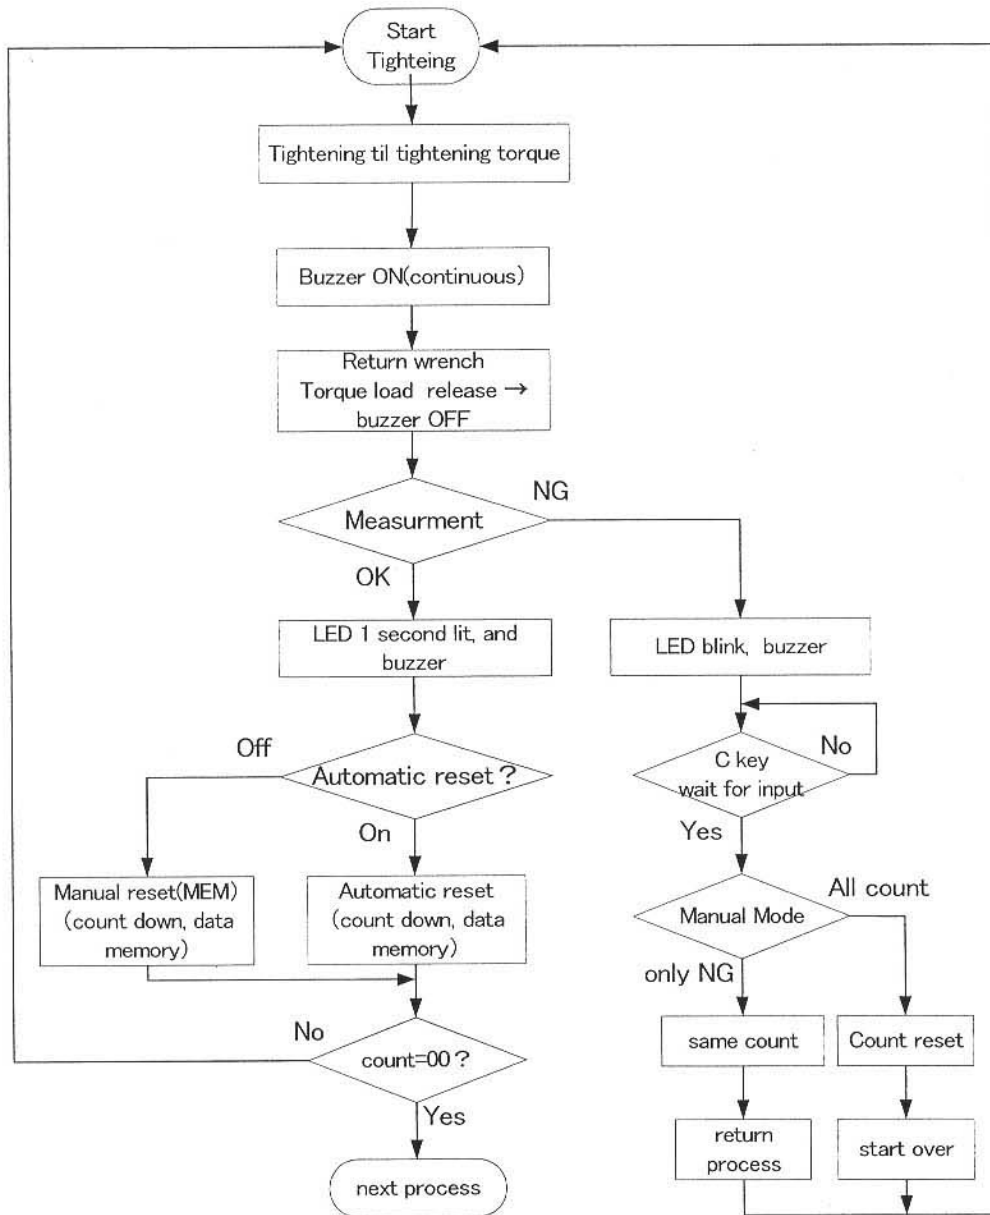 Start
Tighteing
Tightening til tightening torque
Buzzer ON(continuous)
Return wrench
Torque load release →
buzzer OFF
Measurment
NG
OK
LED 1 second lit, and
buzzer
LED blink, buzzer
Off
Automatic reset?
On
C key
wait for input
No
Yes
Manual reset(MEM)
(count down, data
memory)
Automatic reset
(count down, data
memory)
Manual Mode
All count
only NG
No
count=00?
Yes
same count
Count reset
return
process
start over
next process